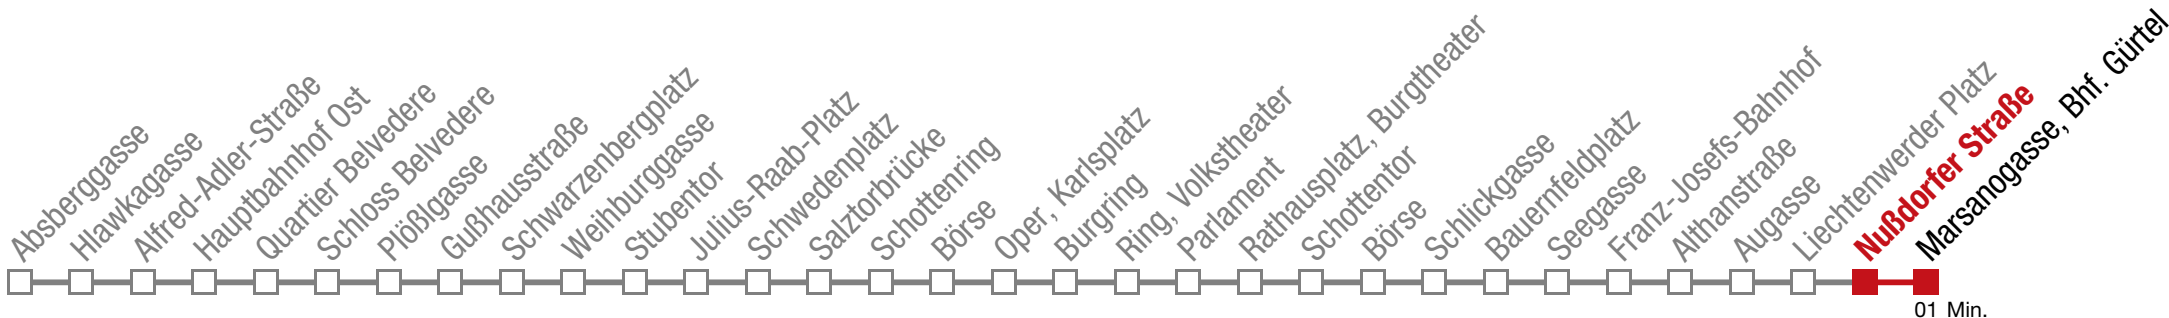 Absberggasse
Hlawkagasse
Alfred-Adler-Straße
Hauptbahnhof Ost
Quartier Belvedere
Schloss Belvedere
Plößlgasse
Gußhausstraße
Schwarzenbergplatz
Weihburggasse
Stubentor
Julius-Raab-Platz
Schwedenplatz
Salztorbrücke
Schottenring
Börse
Oper, Karlsplatz
Burgring
Ring, Volkstheater
Parlament
Rathausplatz, Burgtheater
Schottentor
Börse
Schlickgasse
Bauernfeldplatz
Seegasse
Franz-Josefs-Bahnhof
Althanstraße
Augasse
Liechtenwerder Platz
Nußdorfer Straße
Marsanogasse, Bhf. Gürtel
01 Min.